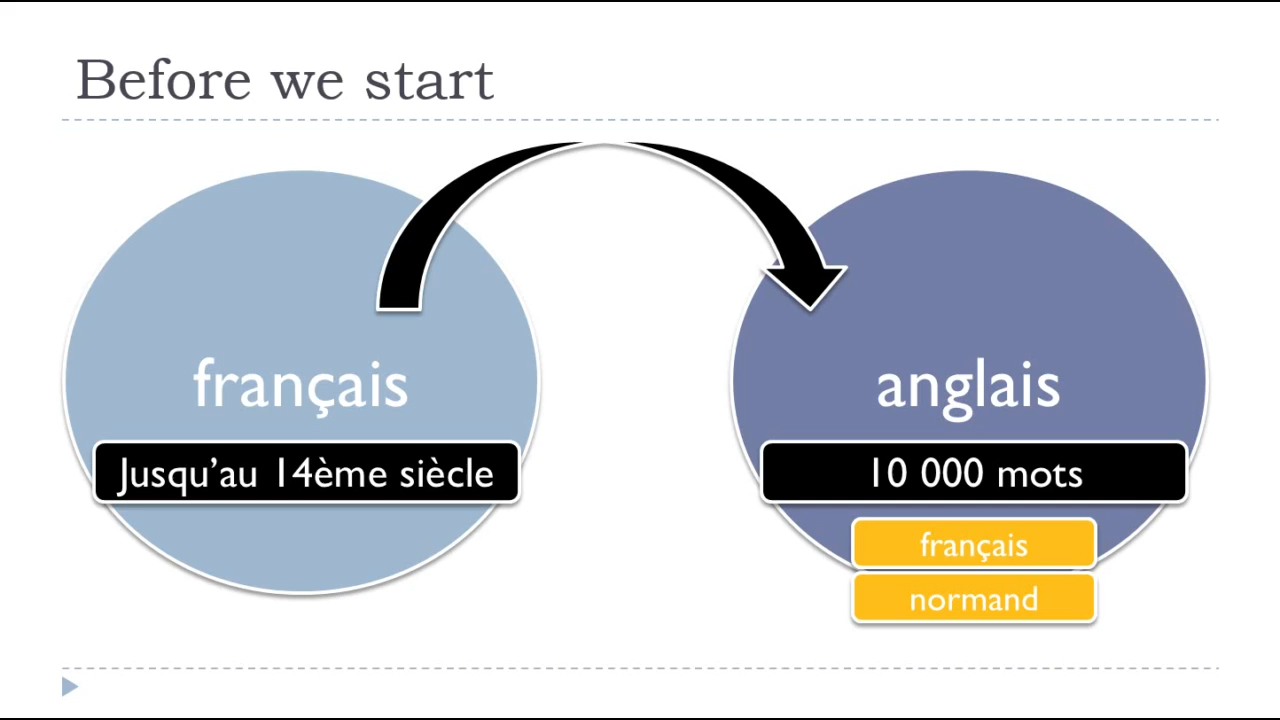 Before we start
français
Jusqu'au 14ème siècle
anglais
10 000 mots
français
normand